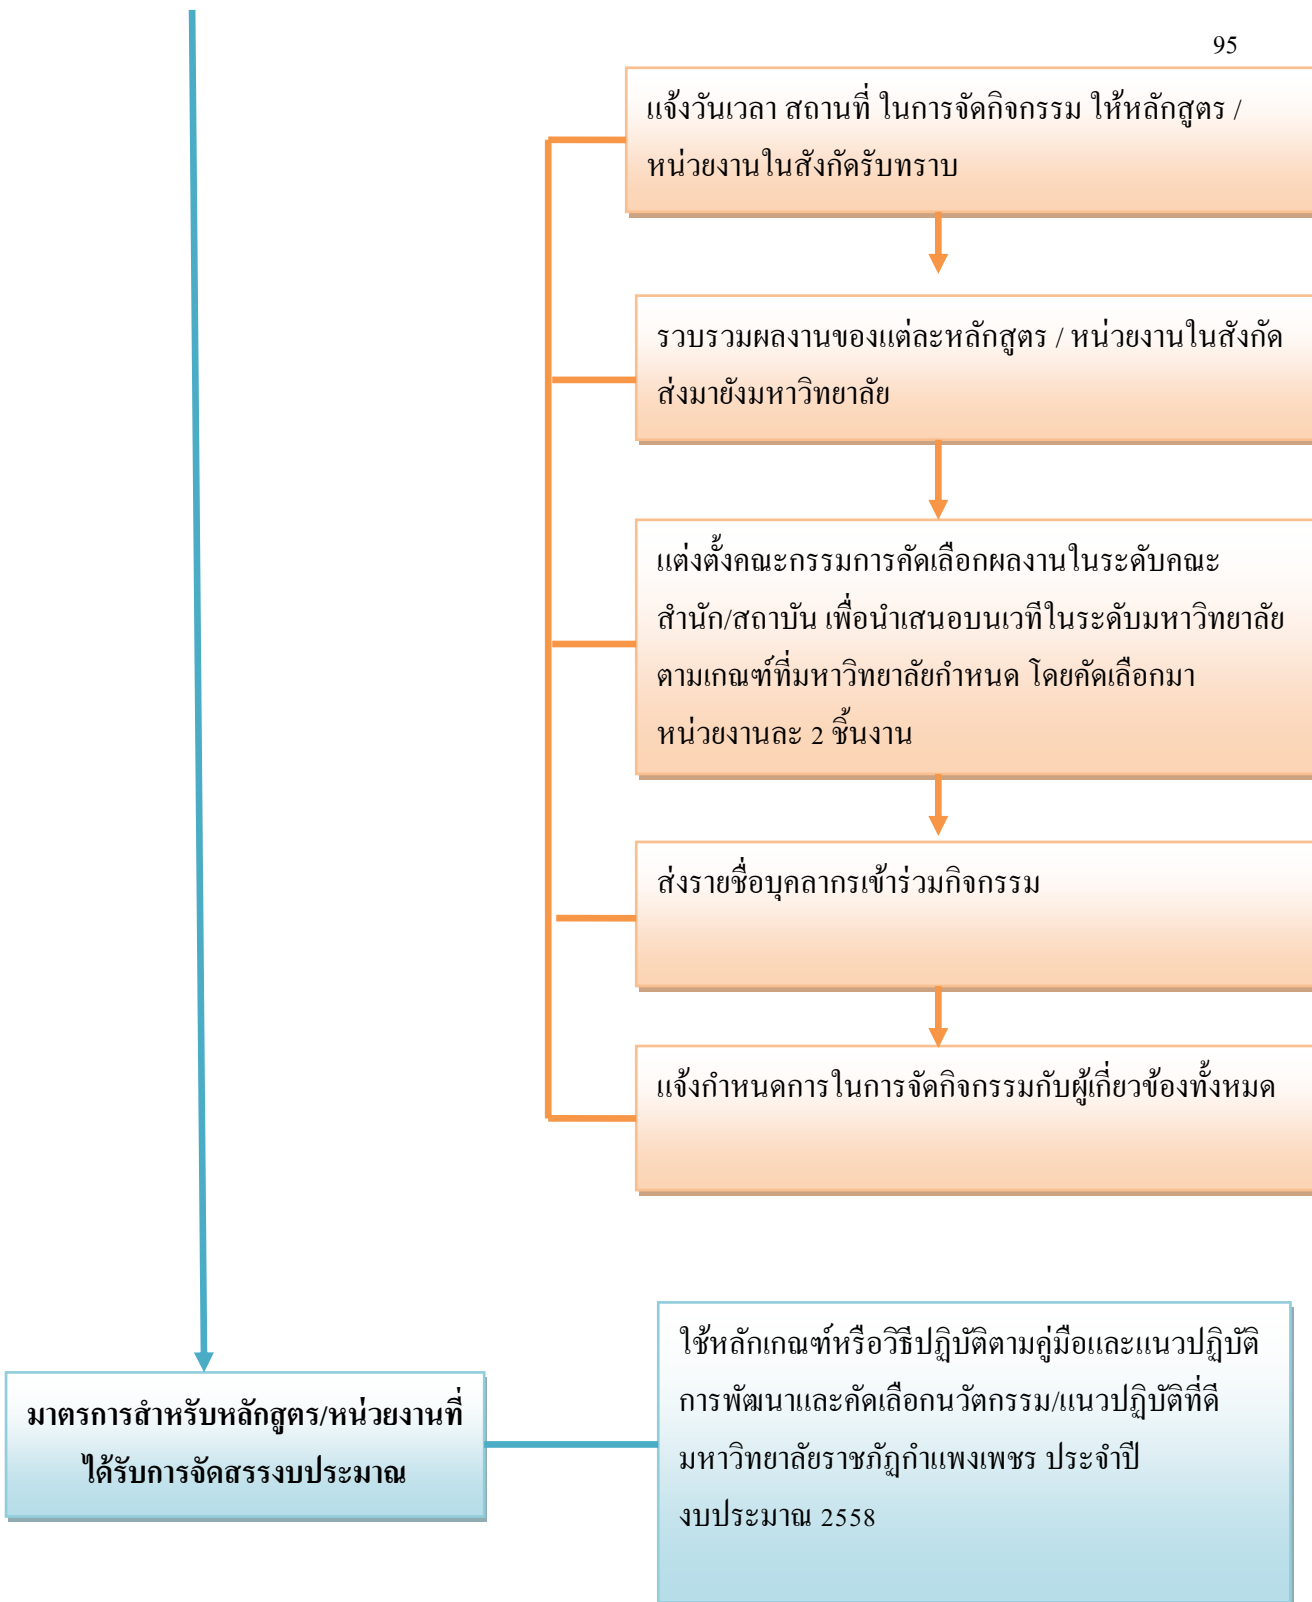 95
แจ้งวันเวลา สถานที่ ในการจัดกิจกรรม ให้หลักสูตร /
หน่วยงานในสังกัดรับทราบ
รวบรวมผลงานของแต่ละหลักสูตร / หน่วยงานในสังกัด
ส่งมายังมหาวิทยาลัย
แต่งตั้งคณะกรรมการคัดเลือกผลงานในระดับคณะ
สำนัก/สถาบัน เพื่อนำเสนอบนเวทีในระดับมหาวิทยาลัย
ตามเกณฑ์ที่มหาวิทยาลัยกำหนด โดยคัดเลือกมา
หน่วยงานละ 2 ชิ้นงาน
ส่งรายชื่อบุคลากรเข้าร่วมกิจกรรม
แจ้งกำหนดการในการจัดกิจกรรมกับผู้เกี่ยวข้องทั้งหมด
มาตรการสำหรับหลักสูตร/หน่วยงานที่
ได้รับการจัดสรรงบประมาณ
ใช้หลักเกณฑ์หรือวิธีปฏิบัติตามคู่มือและแนวปฏิบัติ
การพัฒนาและคัดเลือกนวัตกรรม/แนวปฏิบัติที่ดี
มหาวิทยาลัยราชภัฏกำแพงเพชร ประจำปี
งบประมาณ 2558